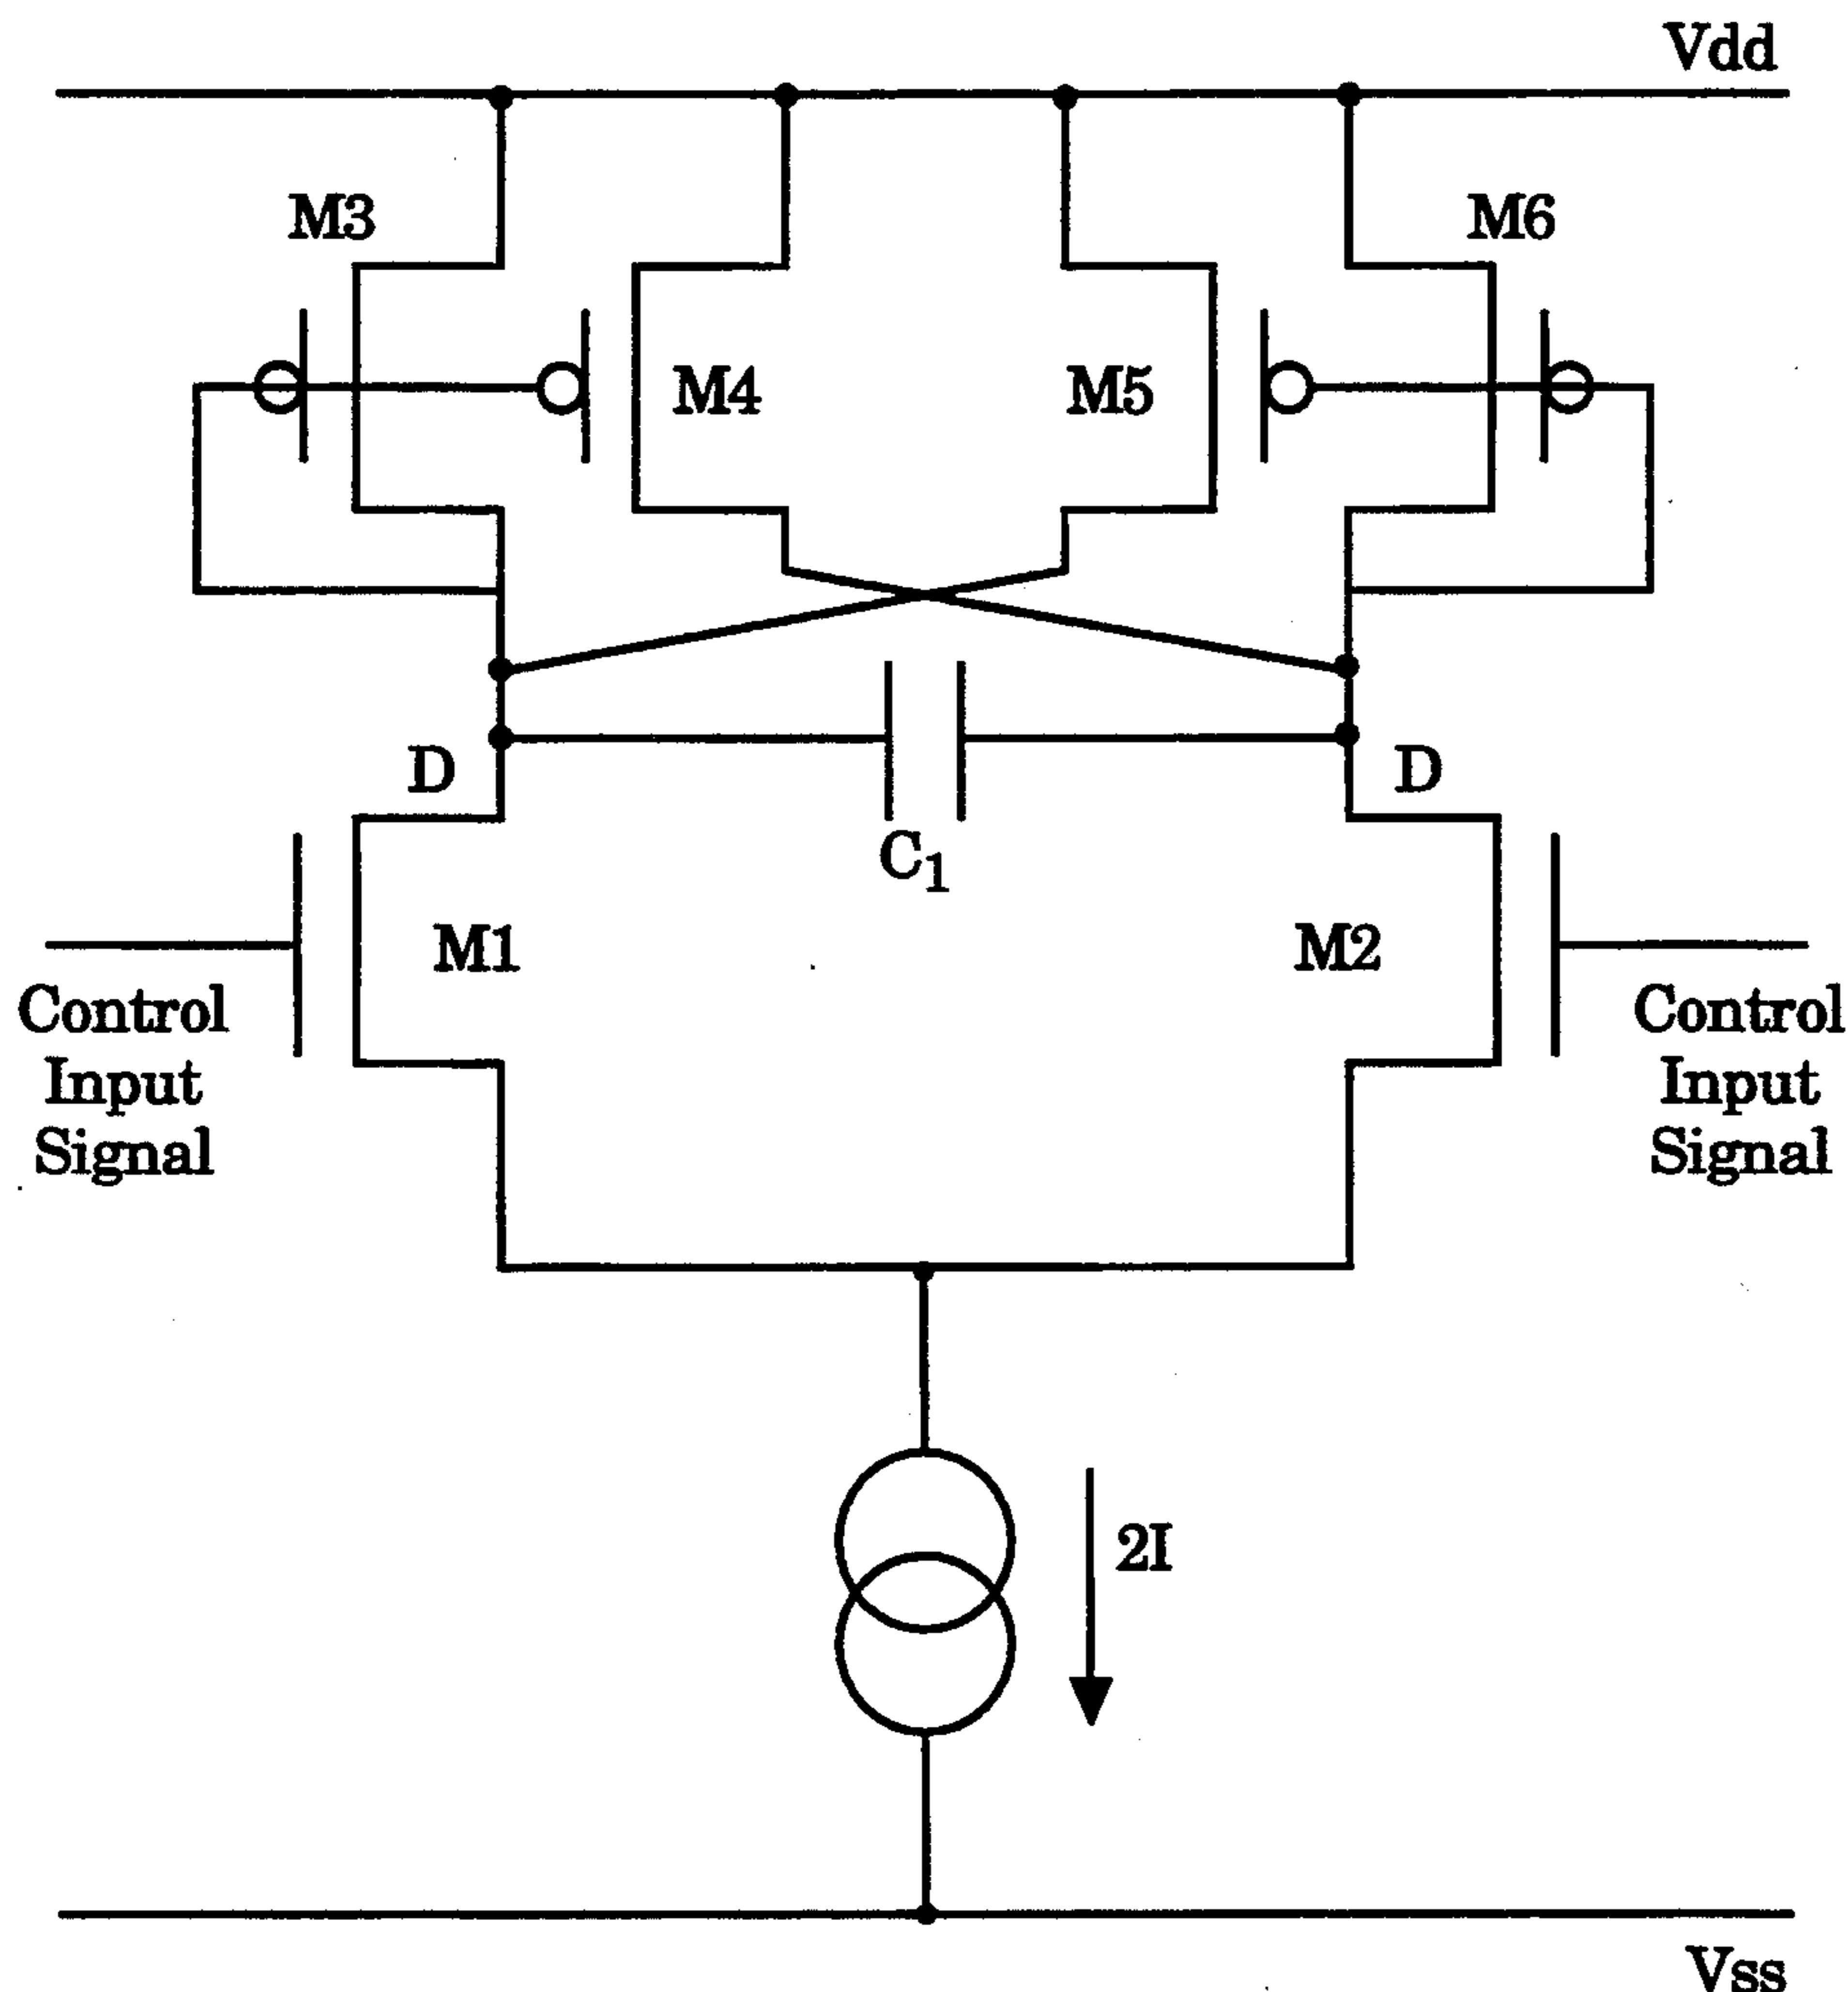 Vdd
M3
M6
M4
M5
D
D
C1
M1
M2
Control
Input
Signal
Control
Input
Signal
2I
Vss